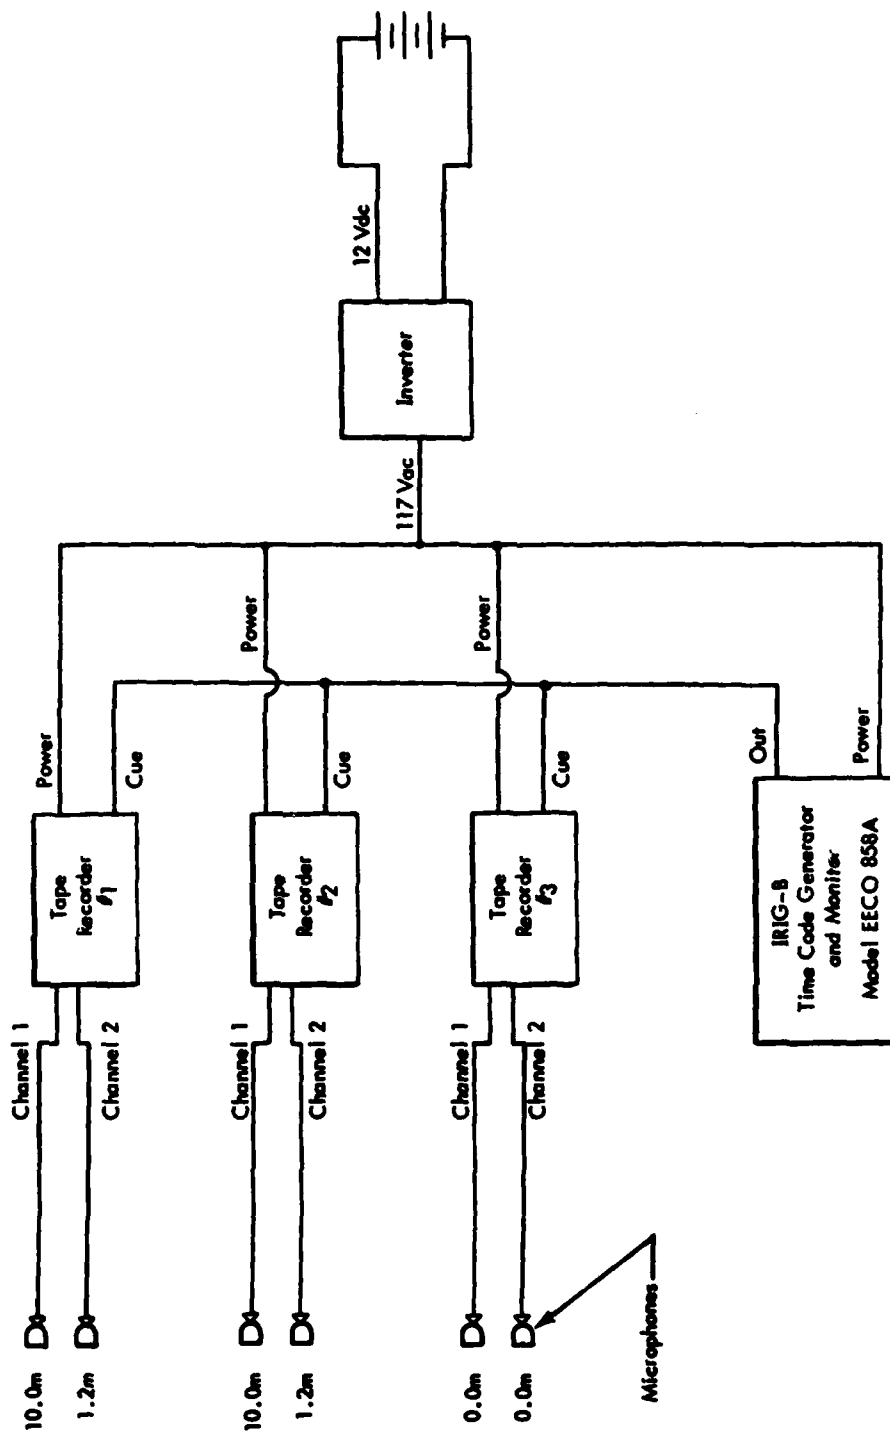 10.0m
1.2m
Channel 1
Channel 2
Tape
Recorder
#1
Power
Cue
10.0m
1.2m
Channel 1
Channel 2
Tape
Recorder
#2
Power
Cue
0.0m
0.0m
Channel 1
Channel 2
Tape
Recorder
#3
Power
Cue
Microphones
IRIG-B
Time Code Generator
and Monitor
Model EECO 858A
Out
Power
117 Vac
Inverter
12 Vdc